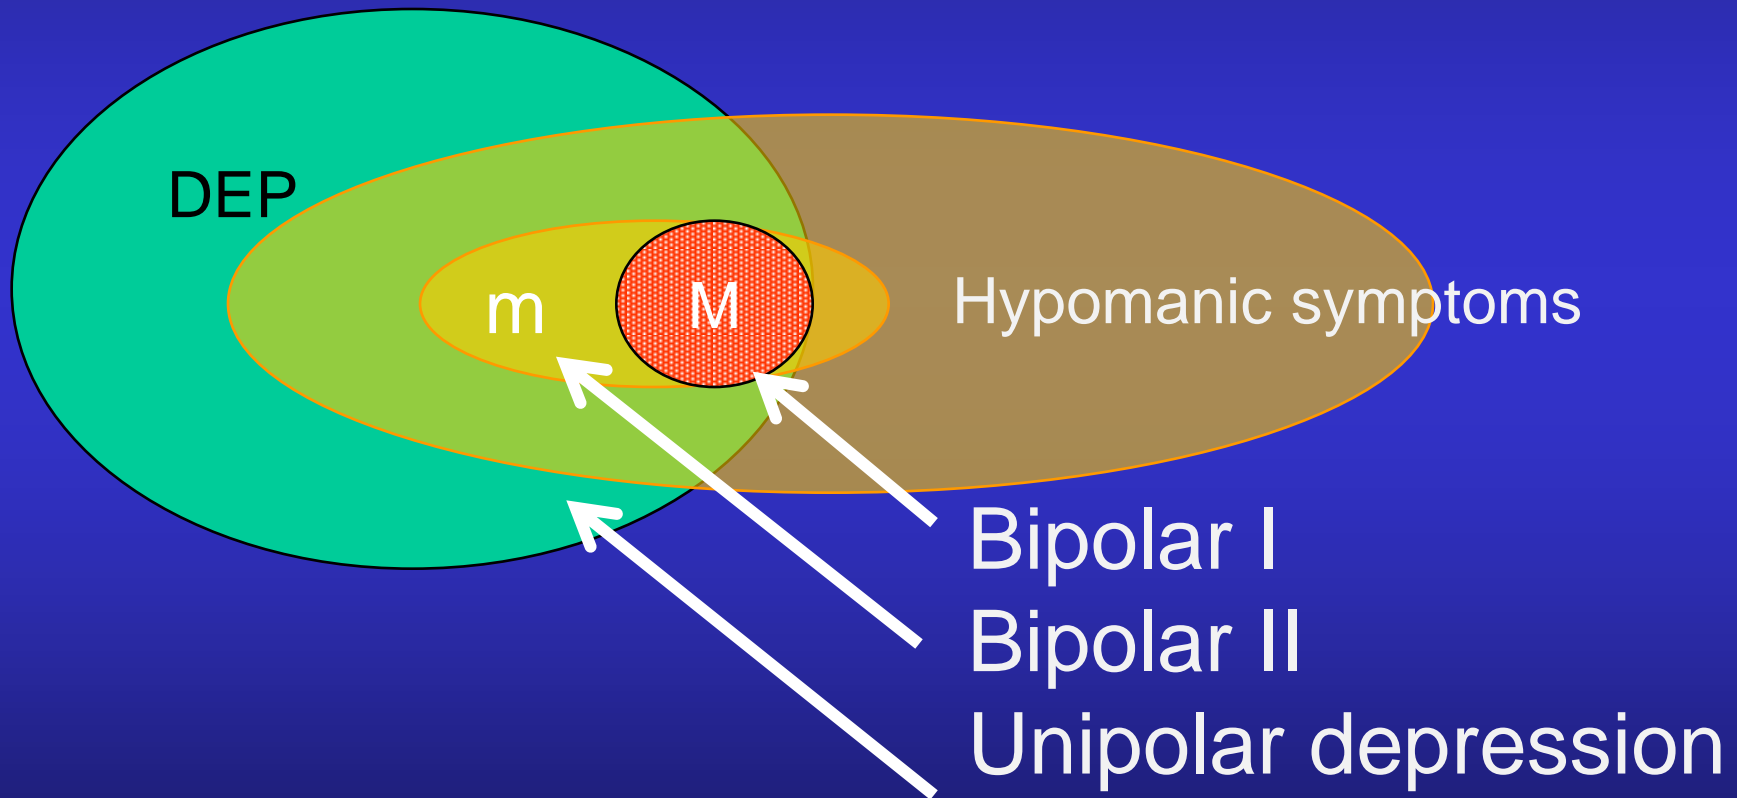 DEP
m
M
Hypomanic symptoms
Bipolar I
Bipolar II
Unipolar depression